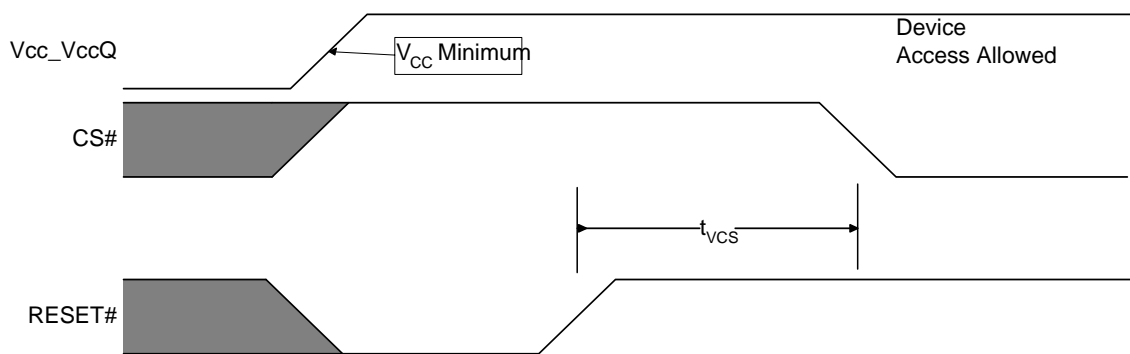 Vcc_VccQ
VCC Minimum
Device
Access Allowed
CS#
tVCS
RESET#